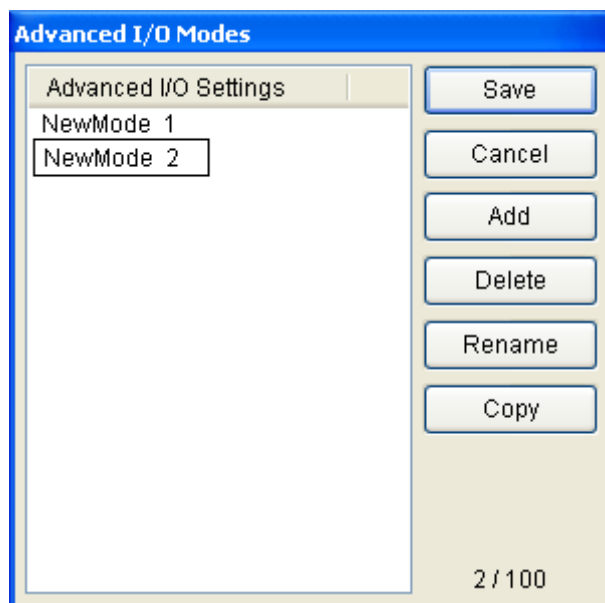 Advanced I/O Modes
Advanced I/O Settings
NewMode 1
NewMode 2
Save
Cancel
Add
Delete
Rename
Copy
2 / 100